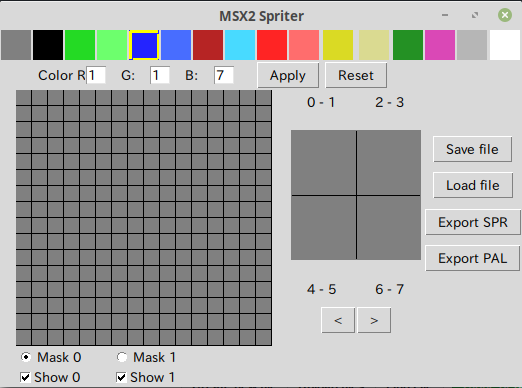 MSX2 Spriter
Color R 1 G: 1 B: 7 Apply Reset
0 - 1 2 - 3
Save file
Load file
Export SPR
Export PAL
4 - 5 6 - 7
< >
Mask 0 Mask 1
Show 0 Show 1